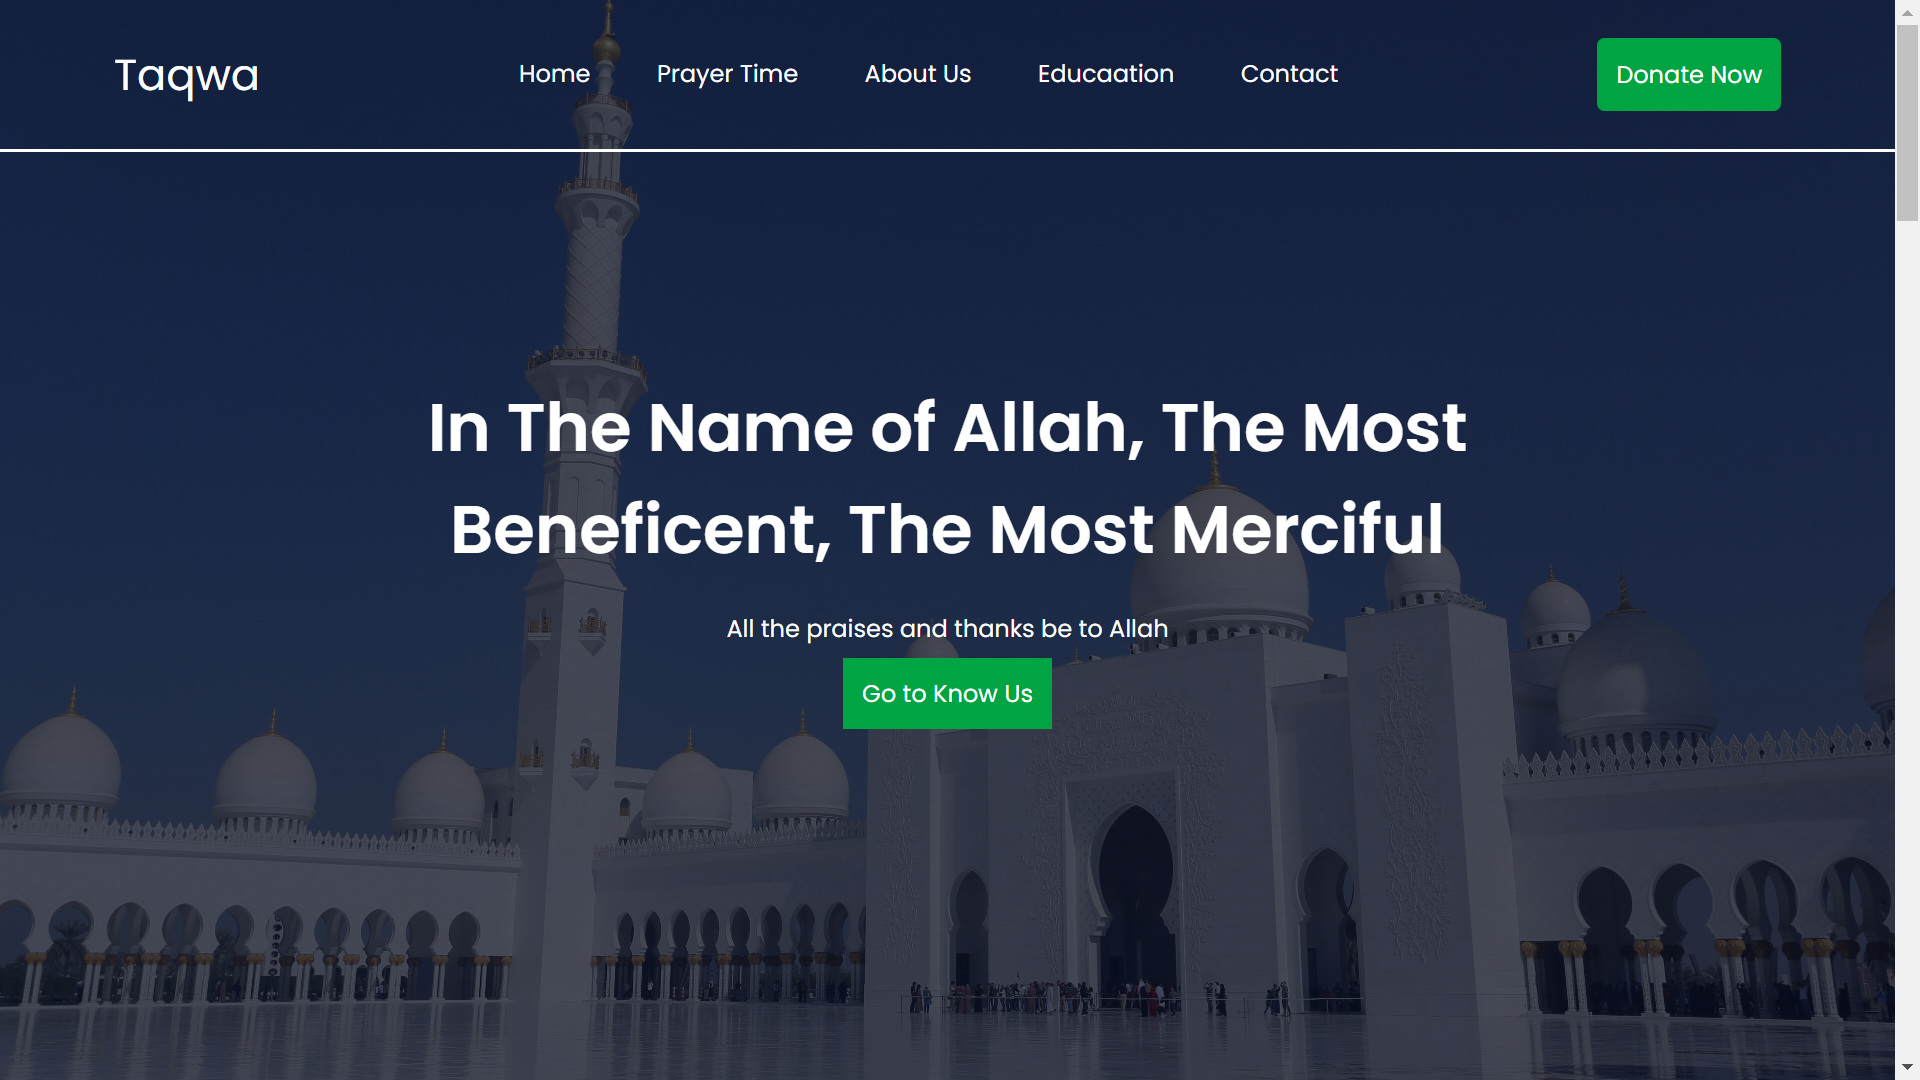 Taqwa
Home Prayer Time About Us Educaation Contact
Donate Now
In The Name of Allah, The Most
Beneficent, The Most Merciful
All the praises and thanks be to Allah
Go to Know Us